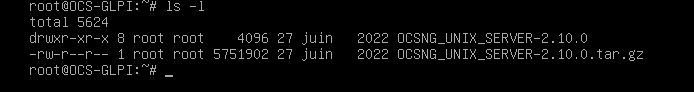 root@OCS-GLPI:~# ls -l
total 5624
drwxr-xr-x 8 root root    4096 27 juin   2022 OCSNG_UNIX_SERVER-2.10.0
-rw-r--r-- 1 root root 5751902 27 juin   2022 OCSNG_UNIX_SERVER-2.10.0.tar.gz
root@OCS-GLPI:~# _